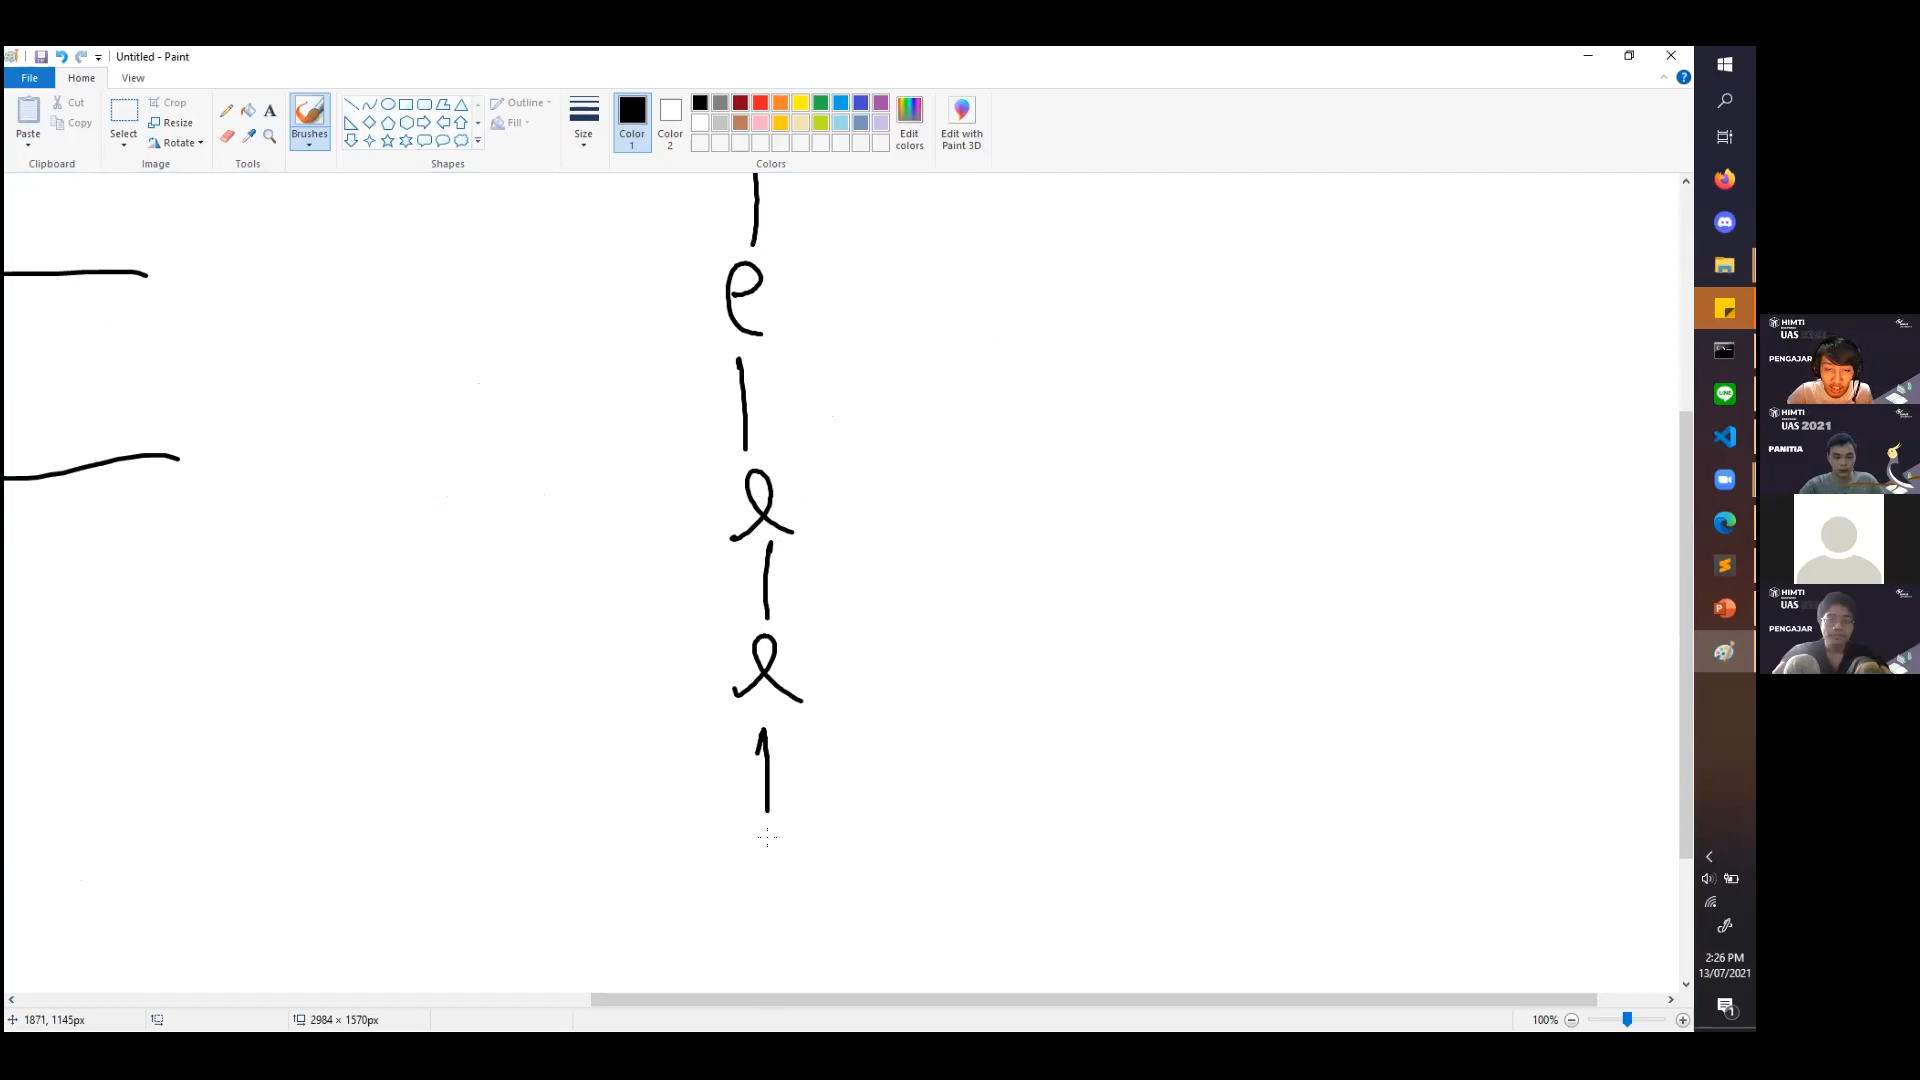 Untitled - Paint
File
Home
View
Paste
Cut
Copy
Clipboard
Select
Crop
Resize
Rotate
Image
Tools
Brushes
Shapes
Outline
Fill
Size
Color 1
Color 2
Edit colors
Colors
Edit with Paint 3D
e
l
l
1871, 1145px
2984 × 1570px
100%
2:26 PM
13/07/2021
1
HIMTI
UAS
PENGAJAR
HIMTI
UAS 2021
PANITIA
HIMTI
UAS
PENGAJAR